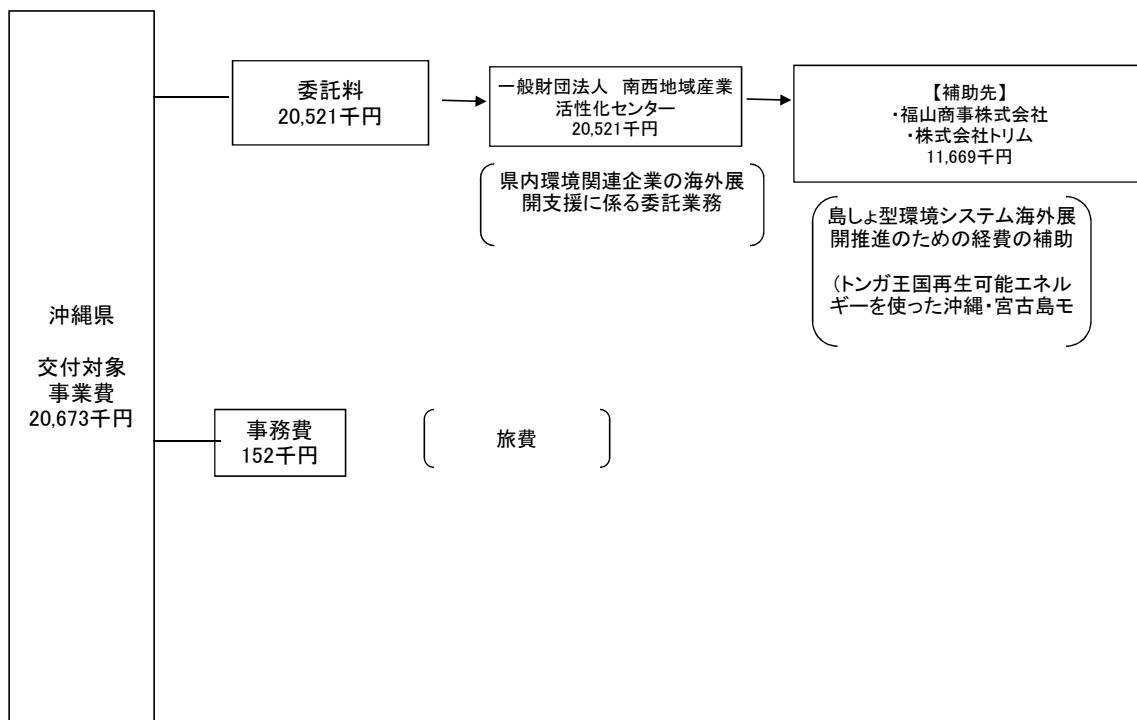 沖縄県
交付対象
事業費
20,673千円
委託料
20,521千円
一般財団法人　南西地域産業
活性化センター
20,521千円
県内環境関連企業の海外展
開支援に係る委託業務
【補助先】
・福山商事株式会社
・株式会社トリム
11,669千円
島しょ型環境システム海外展
開推進のための経費の補助
(トンガ王国再生可能エネル
ギーを使った沖縄・宮古島モ
事務費
152千円
旅費